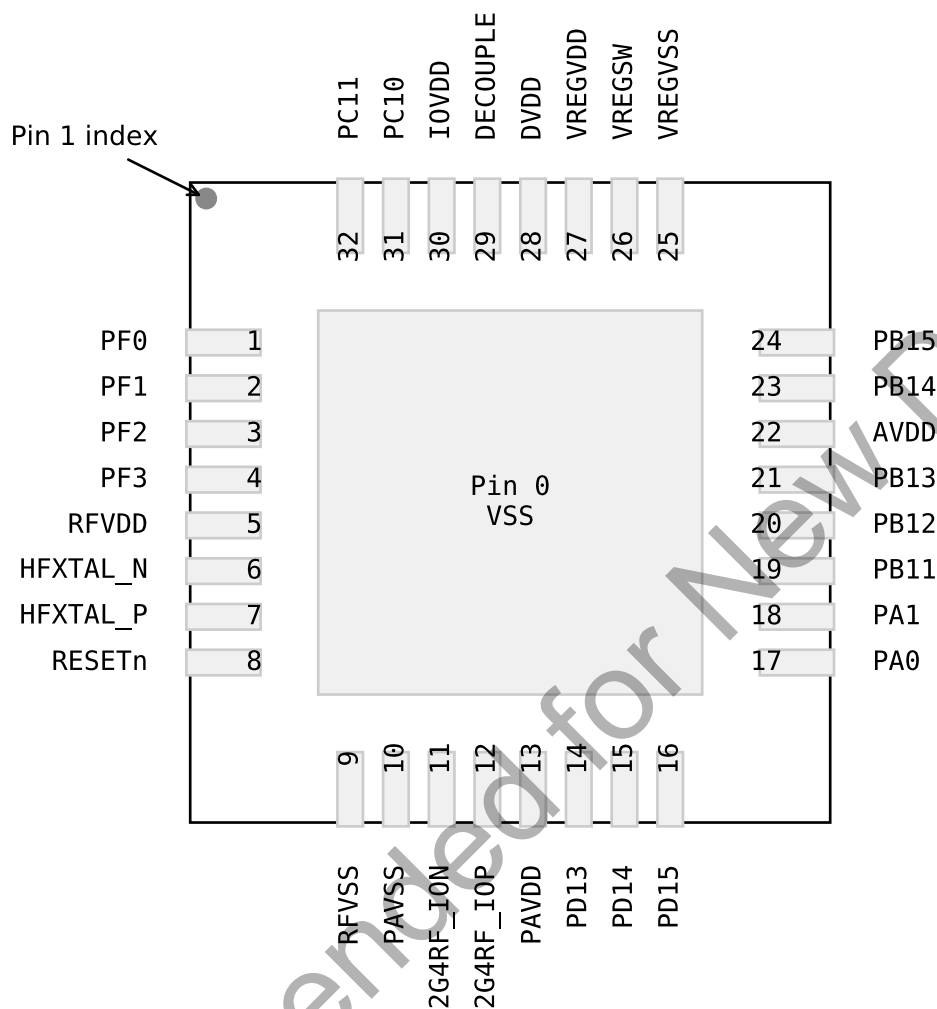 PC11
PC10
IOVDD
DECOUPLE
DVDD
VREGVDD
VREGSW
VREGVSS
Pin 1 index
32
31
30
29
28
27
26
25
PF0 1
PF1 2
PF2 3
PF3 4
RFVDD 5
HFXTAL_N 6
HFXTAL_P 7
RESETn 8
Pin 0
VSS
24 PB15
23 PB14
22 AVDD
21 PB13
20 PB12
19 PB11
18 PA1
17 PA0
9
10
11
12
13
14
15
16
RFVSS
PAVSS
2G4RF_ION
2G4RF_IOP
PAVDD
PD13
PD14
PD15
ended for New